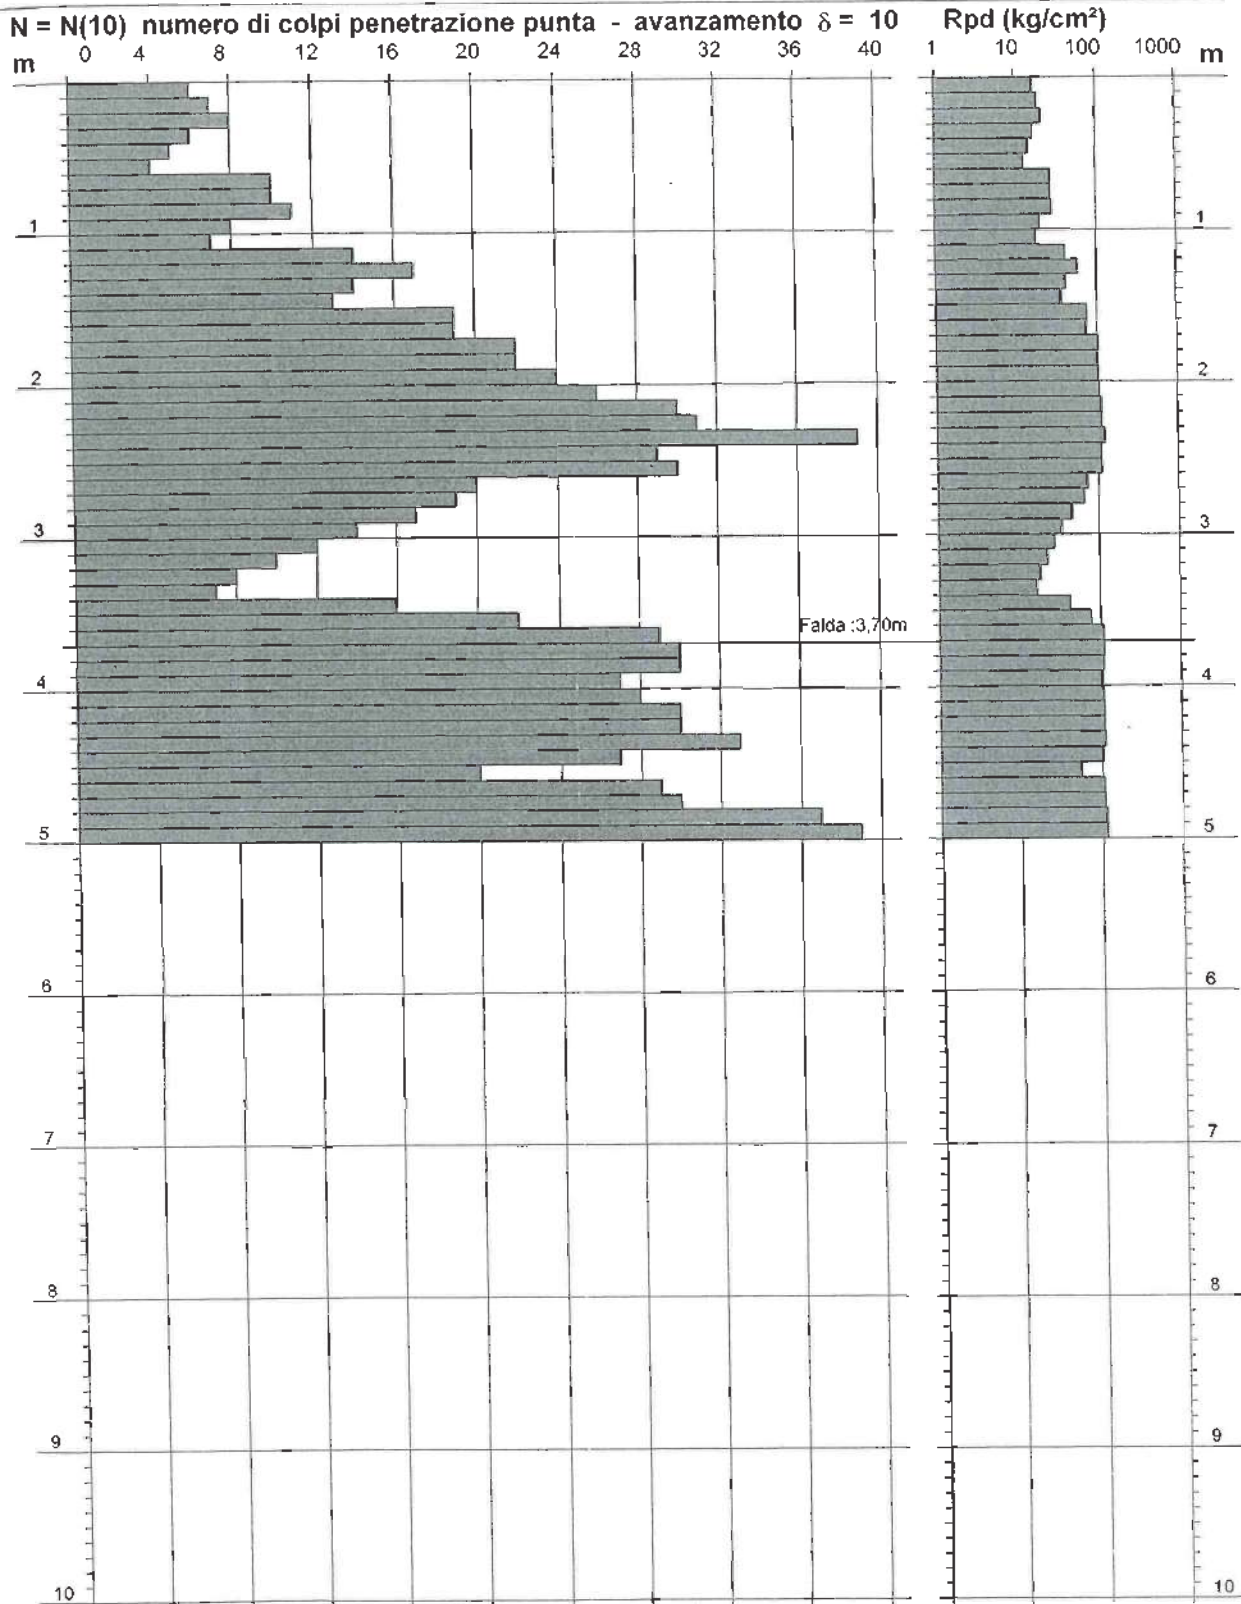 N = N(10) numero di colpi penetrazione punta - avanzamento δ = 10
Rpd (kg/cm²)
m 0 4 8 12 16 20 24 28 32 36 40
1 10 100 1000 m
1 1
2 2
3 3
Falda :3,70m
4 4
5 5
6 6
7 7
8 8
9 9
10 10